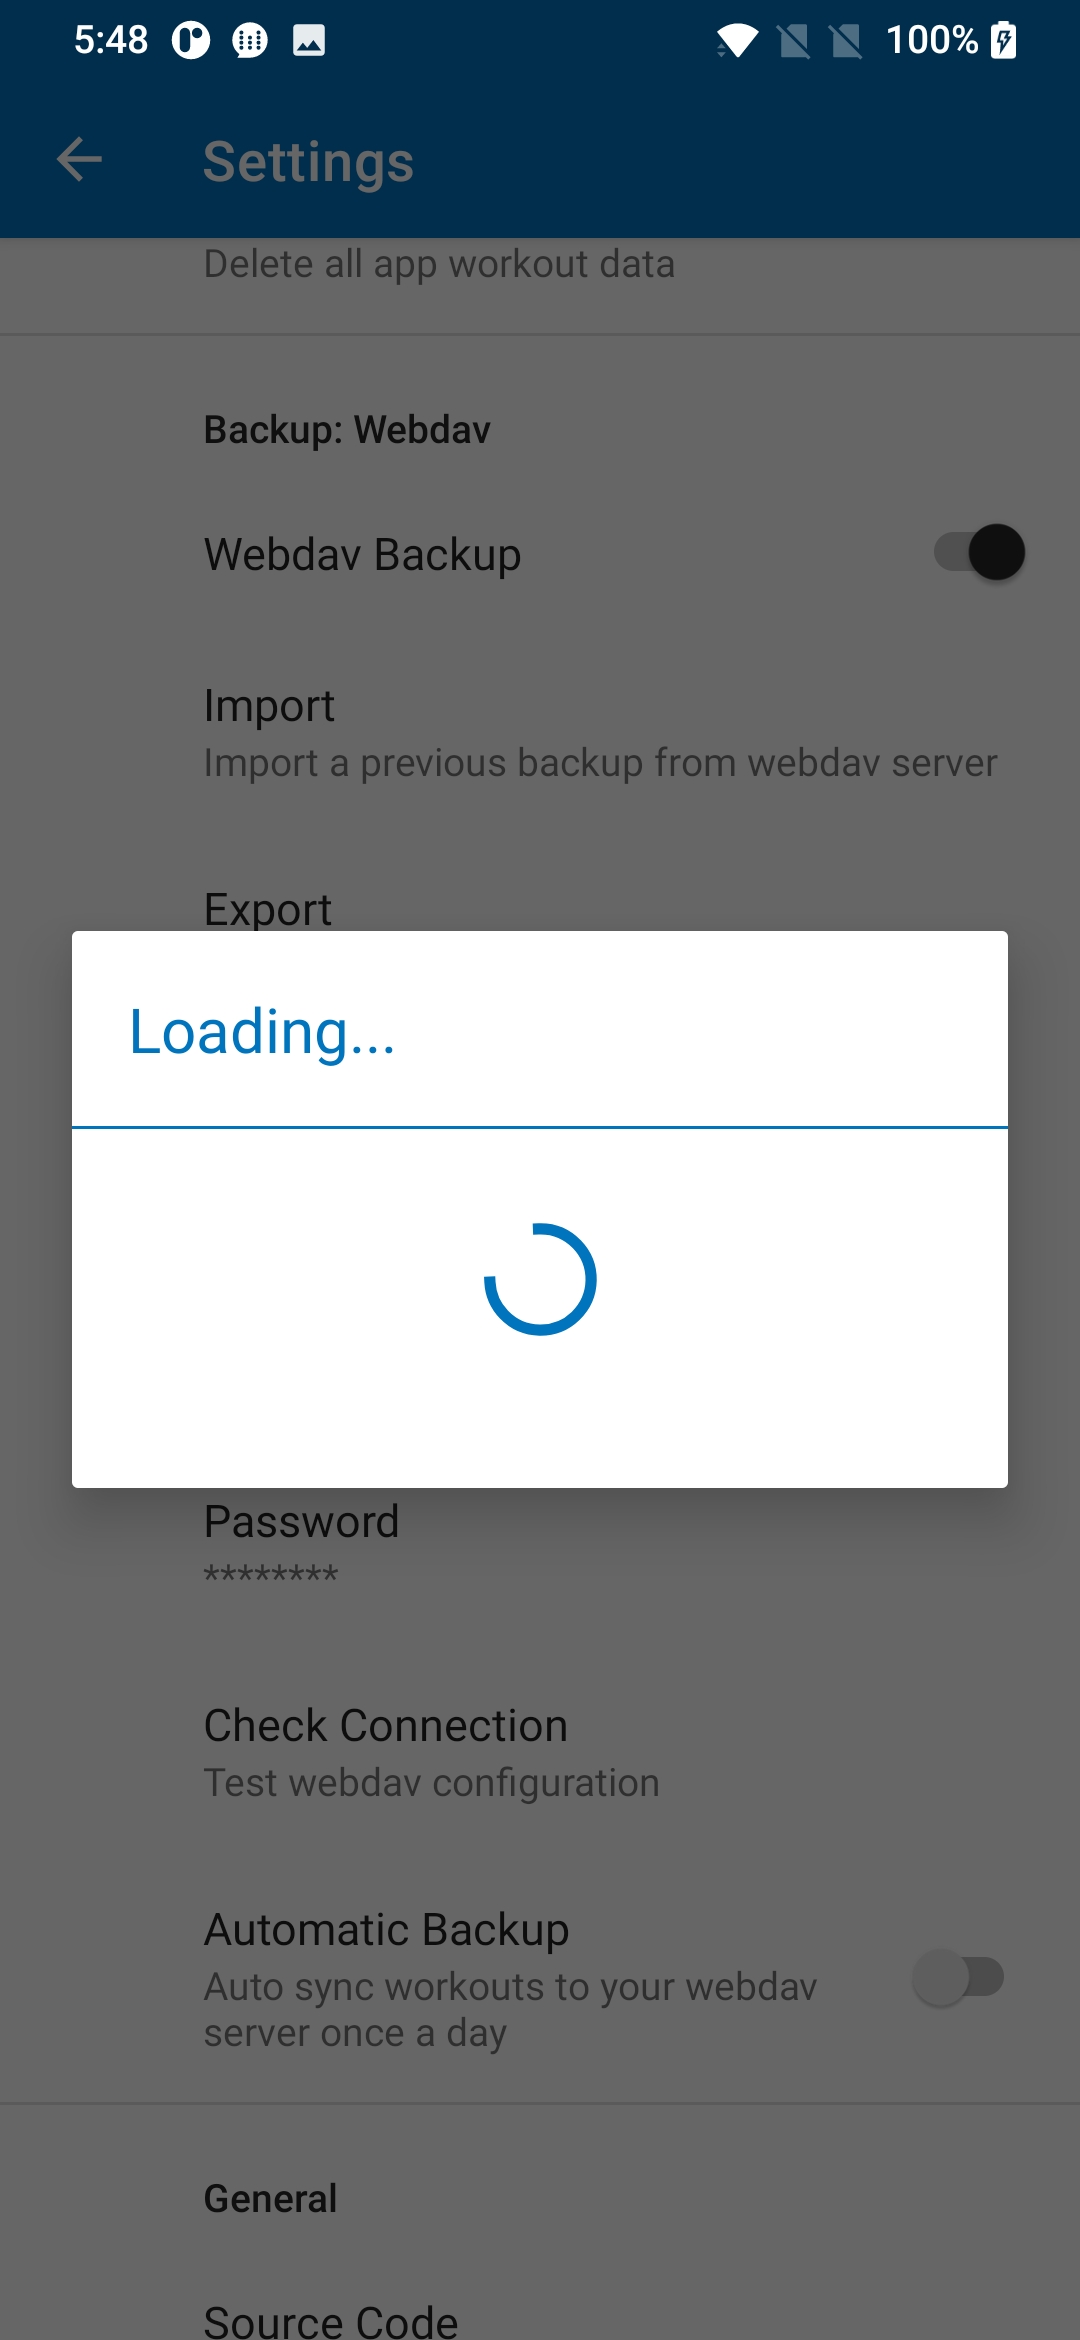 5:48
100%
Settings
Delete all app workout data
Backup: Webdav
Webdav Backup
Import
Import a previous backup from webdav server
Export
Loading...
Password
********
Check Connection
Test webdav configuration
Automatic Backup
Auto sync workouts to your webdav
server once a day
General
Source Code